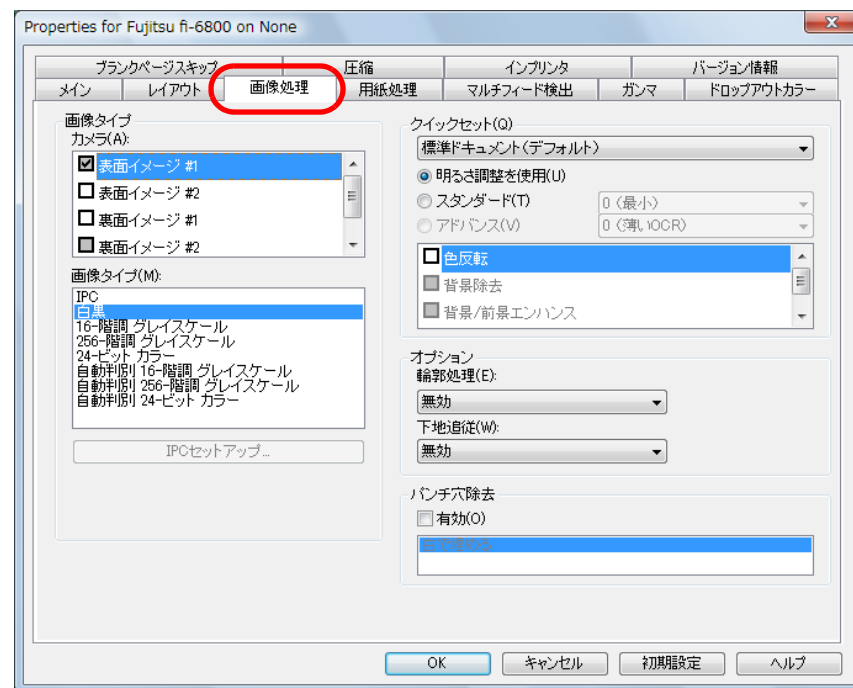 Properties for Fujitsu fi-6800 on None
ブランクページスキップ 圧縮 インプリンタ バージョン情報
メイン レイアウト 画像処理 用紙処理 マルチフィード検出 ガンマ ドロップアウトカラー
画像タイプ
カメラ(A):
表面イメージ #1
表面イメージ #2
裏面イメージ #1
裏面イメージ #2
画像タイプ(M):
IPC
白黒
16-階調 グレイスケール
256-階調 グレイスケール
24-ビット カラー
自動判別 16-階調 グレイスケール
自動判別 256-階調 グレイスケール
自動判別 24-ビット カラー
IPCセットアップ...
クイックセット(Q)
標準ドキュメント(デフォルト)
明るさ調整を使用(U)
スタンダード(T) 0 (最小)
アドバンス(V) 0 (薄いOCR)
色反転
背景除去
背景/前景エンハンス
オプション
輪郭処理(E):
無効
下地追従(W):
無効
パンチ穴除去
有効(O)
白で埋める
OK キャンセル 初期設定 ヘルプ